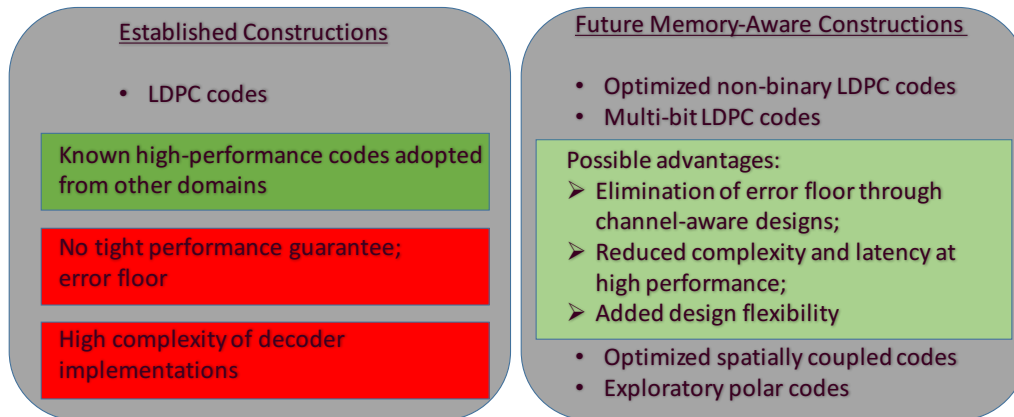 Established Constructions
• LDPC codes
Known high-performance codes adopted
from other domains
No tight performance guarantee;
error floor
High complexity of decoder
implementations
Future Memory-Aware Constructions
• Optimized non-binary LDPC codes
• Multi-bit LDPC codes
Possible advantages:
➢ Elimination of error floor through
channel-aware designs;
➢ Reduced complexity and latency at
high performance;
➢ Added design flexibility
• Optimized spatially coupled codes
• Exploratory polar codes